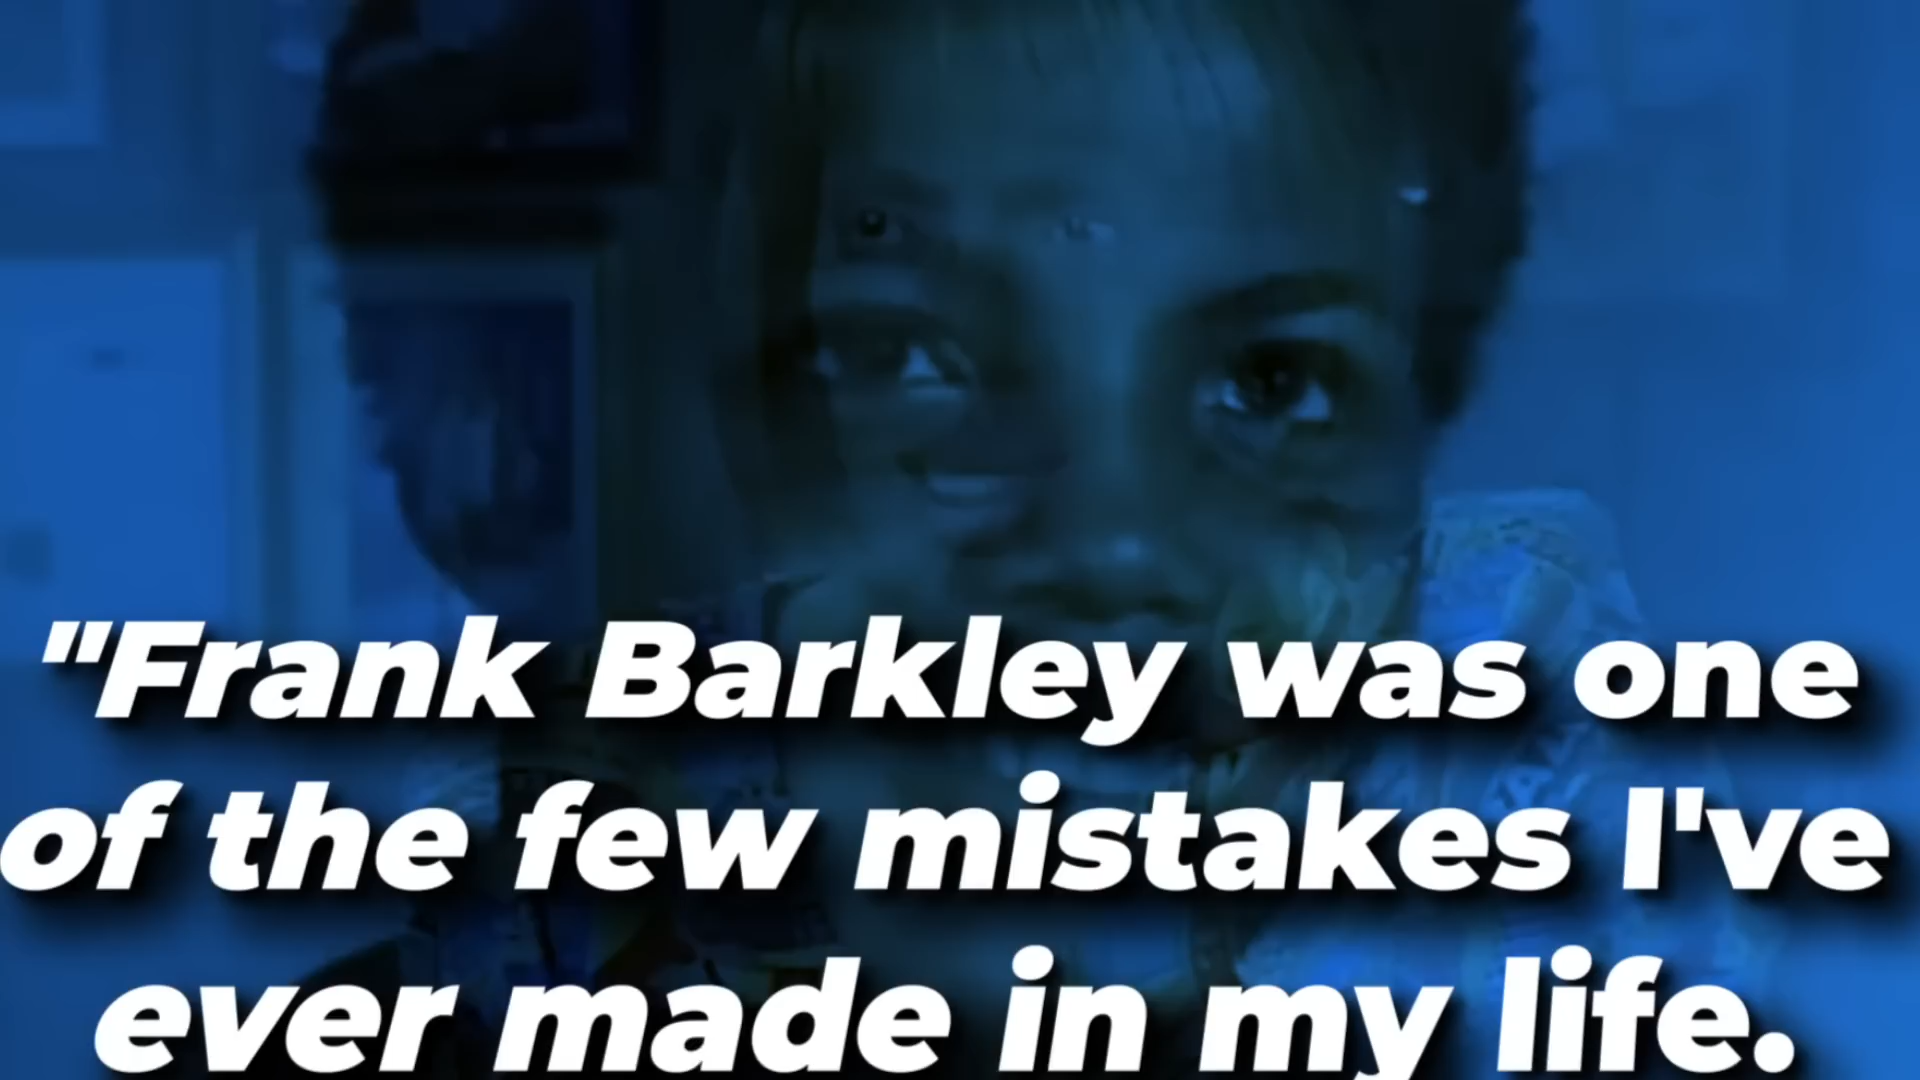 "Frank Barkley was one
of the few mistakes I've
ever made in my life.